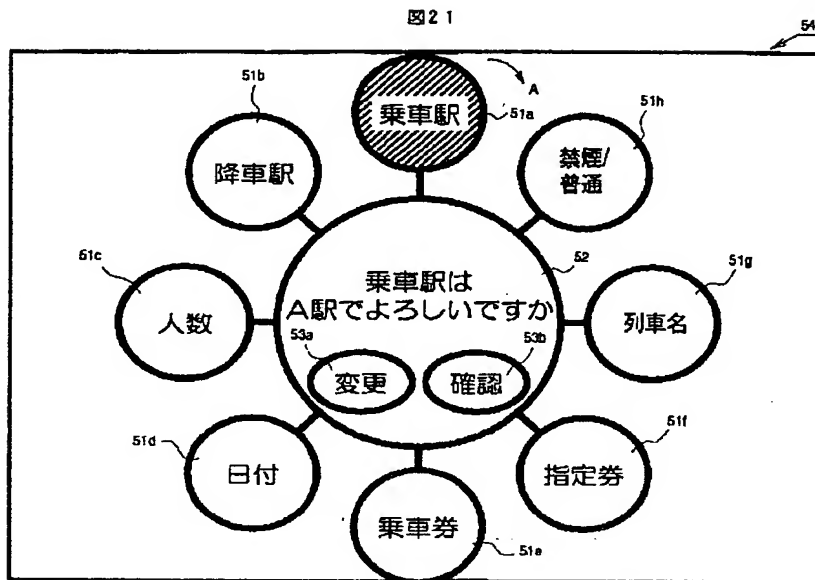 図21
54
A
51b
乗車駅
51a
51h
降車駅
禁煙/
普通
51c
52
51g
乗車駅は
A駅でよろしいですか
人数
列車名
53a
53b
変更
確認
51d
51f
日付
指定券
乗車券
51e